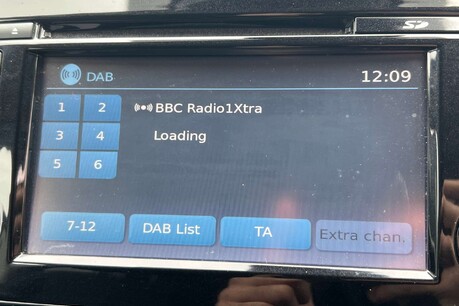 SD
DAB 12:09
1 2 BBC Radio1Xtra
3 4 Loading
5 6
7-12 DAB List TA Extra chan.